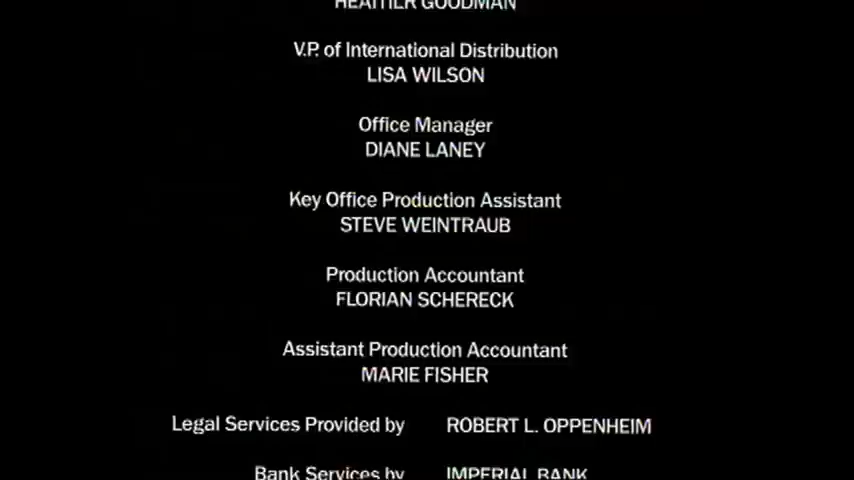 HEATHER GOODMAN
V.P. of International Distribution
LISA WILSON
Office Manager
DIANE LANEY
Key Office Production Assistant
STEVE WEINTRAUB
Production Accountant
FLORIAN SCHERECK
Assistant Production Accountant
MARIE FISHER
Legal Services Provided by ROBERT L. OPPENHEIM
Bank Services by IMPERIAL BANK